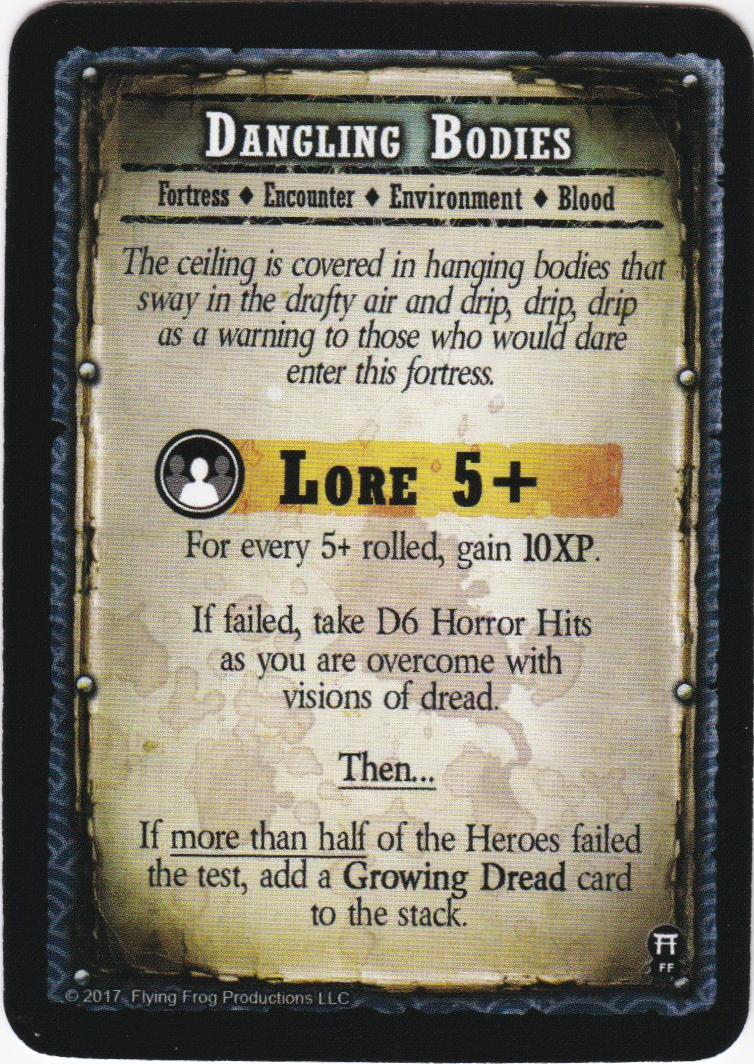 DANGLING BODIES
Fortress ♦ Encounter ♦ Environment ♦ Blood
The ceiling is covered in hanging bodies that
sway in the drafty air and drip, drip, drip
as a warning to those who would dare
enter this fortress.
LORE 5+
For every 5+ rolled, gain 10XP.
If failed, take D6 Horror Hits
as you are overcome with
visions of dread.
Then...
If more than half of the Heroes failed
the test, add a Growing Dread card
to the stack.
FF
© 2017 Flying Frog Productions LLC